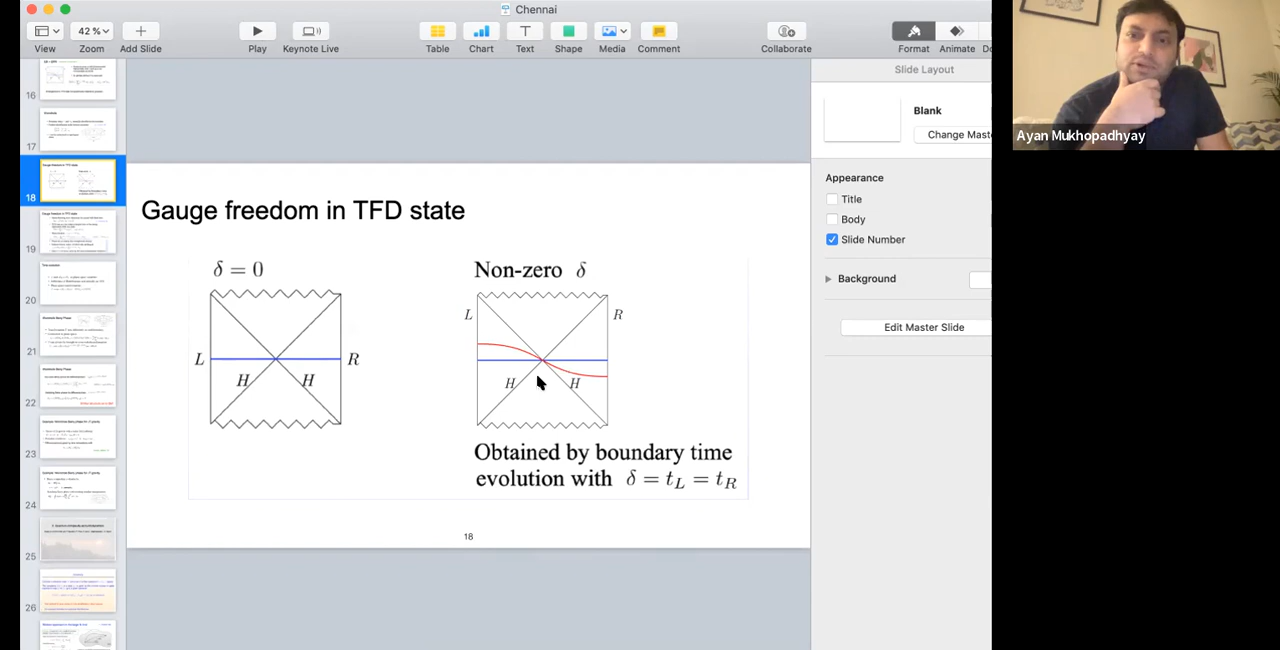 Chennai
42%
View
Zoom
Add Slide
Play
Keynote Live
Table
Chart
Text
Shape
Media
Comment
Collaborate
Format
Animate
Slide Layout
Blank
Change Maste
Appearance
Title
Body
Slide Number
Background
Edit Master Slide
Ayan Mukhopadhyay
16
17
18
19
20
21
22
23
24
25
26
Gauge freedom in TFD state
δ = 0
L
R
H
H
Non-zero δ
L
R
H
Obtained by boundary time
evolution with δ = t_L = t_R
18